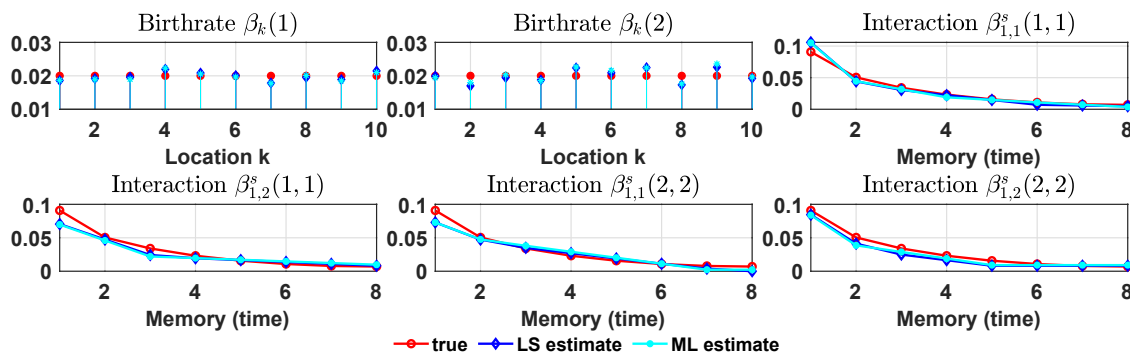 Birthrate βₖ(1)
0.03
0.02
0.01
2 4 6 8 10
Location k
Birthrate βₖ(2)
0.03
0.02
0.01
2 4 6 8 10
Location k
Interaction βˢ₁,₁(1, 1)
0.1
0.05
0
2 4 6 8
Memory (time)
Interaction βˢ₁,₂(1, 1)
0.1
0.05
0
2 4 6 8
Memory (time)
Interaction βˢ₁,₁(2, 2)
0.1
0.05
0
2 4 6 8
Memory (time)
Interaction βˢ₁,₂(2, 2)
0.1
0.05
0
2 4 6 8
Memory (time)
true LS estimate ML estimate